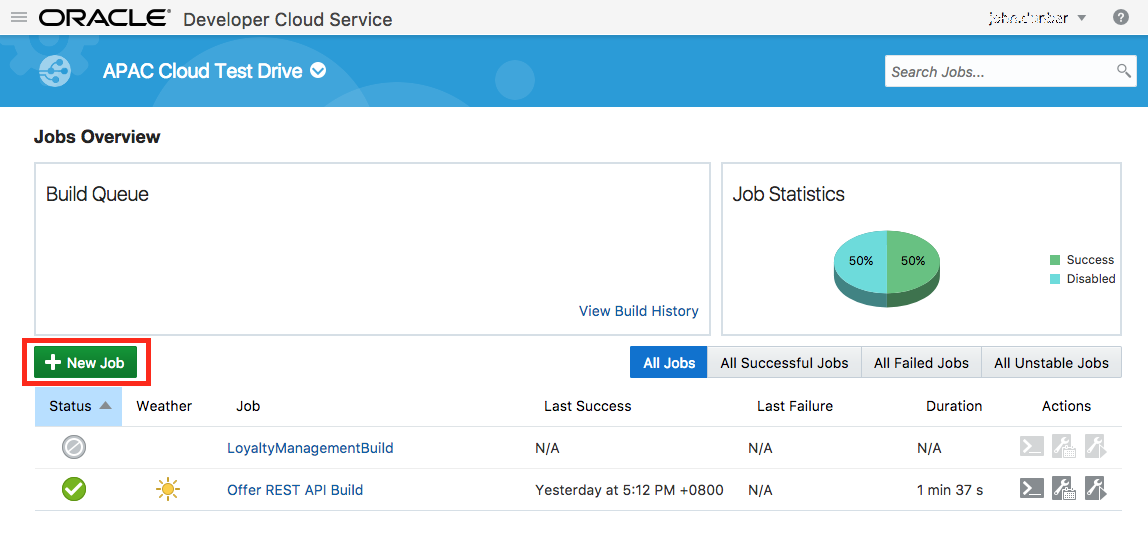 ORACLE® Developer Cloud Service
john.dunbar
APAC Cloud Test Drive
Search Jobs...
Jobs Overview
Build Queue
View Build History
Job Statistics
50% 50%
Success
Disabled
New Job
All Jobs All Successful Jobs All Failed Jobs All Unstable Jobs
Status Weather Job Last Success Last Failure Duration Actions
LoyaltyManagementBuild N/A N/A N/A
Offer REST API Build Yesterday at 5:12 PM +0800 N/A 1 min 37 s